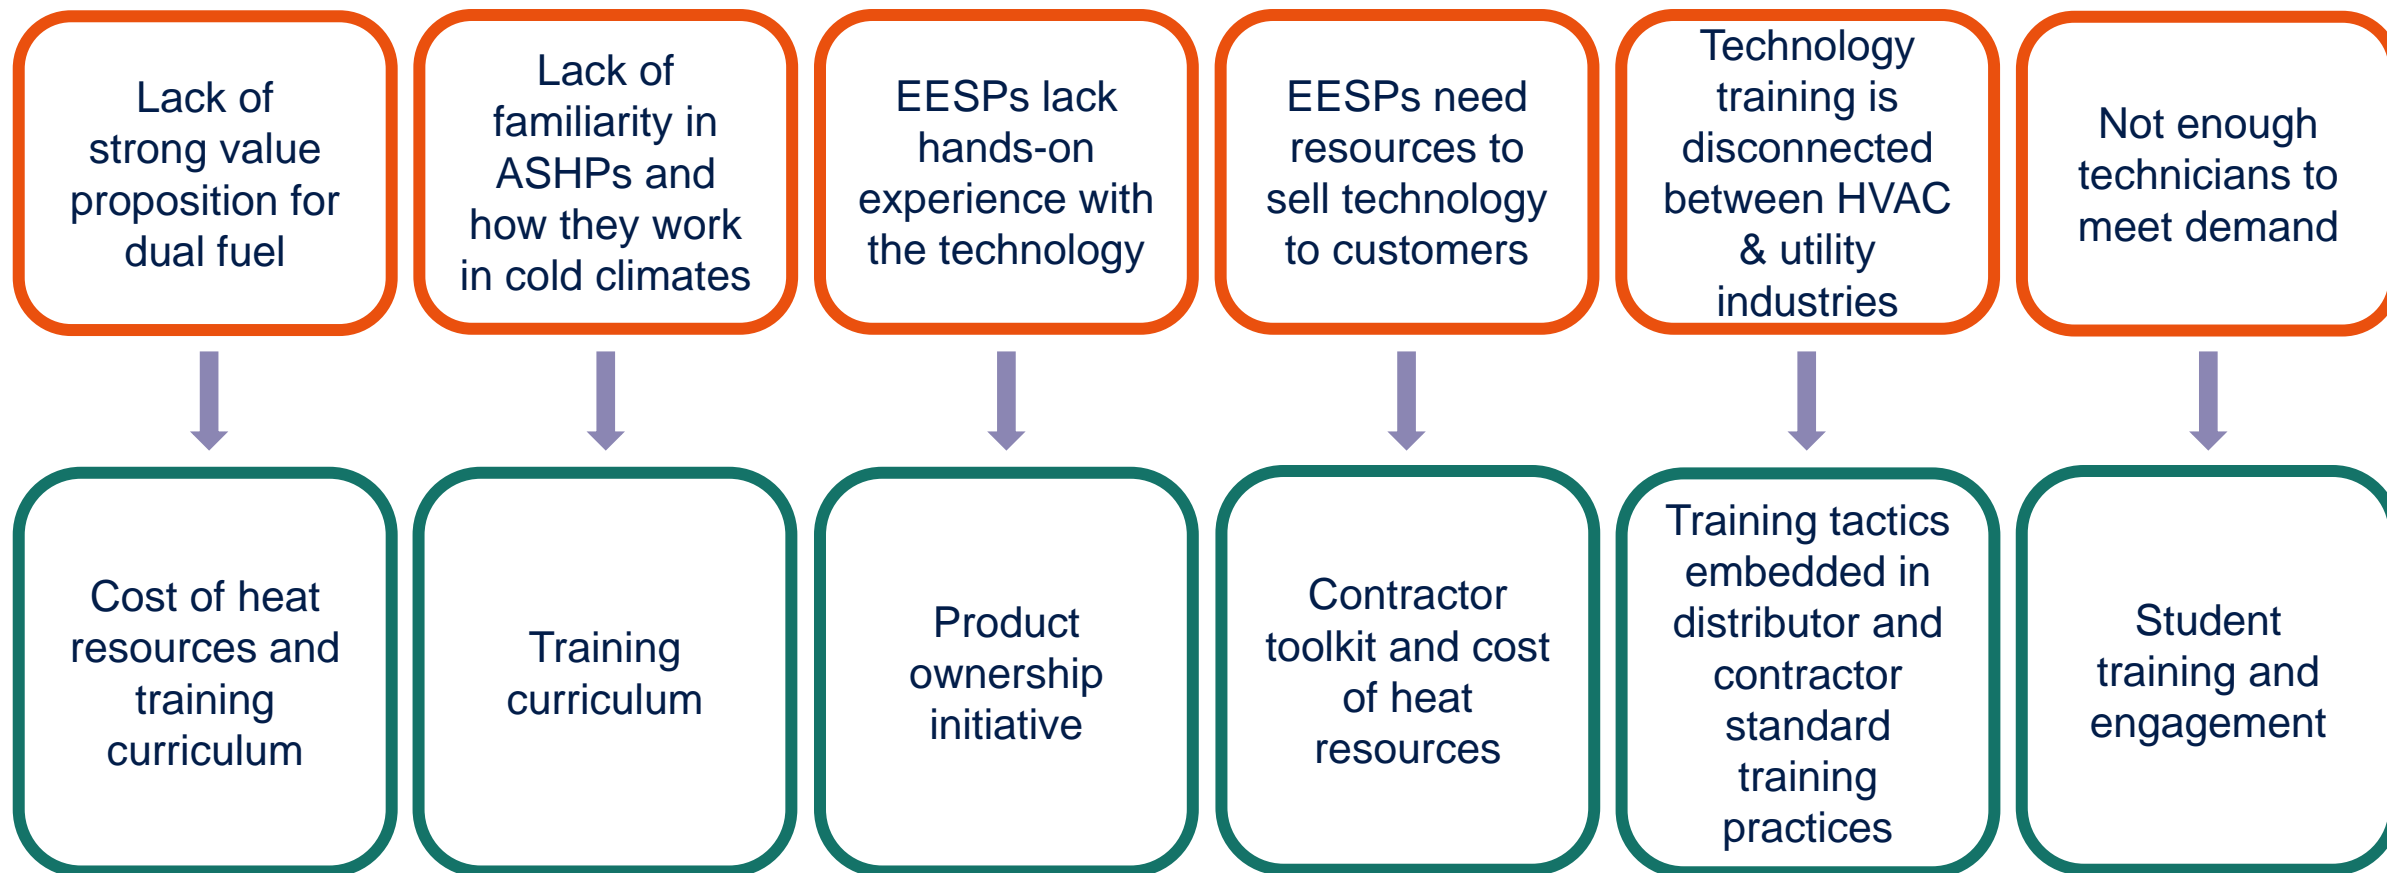 Lack of
strong value
proposition for
dual fuel
Lack of
familiarity in
ASHPs and
how they work
in cold climates
EESPs lack
hands-on
experience with
the technology
EESPs need
resources to
sell technology
to customers
Technology
training is
disconnected
between HVAC
& utility
industries
Not enough
technicians to
meet demand
Cost of heat
resources and
training
curriculum
Training
curriculum
Product
ownership
initiative
Contractor
toolkit and cost
of heat
resources
Training tactics
embedded in
distributor and
contractor
standard
training
practices
Student
training and
engagement